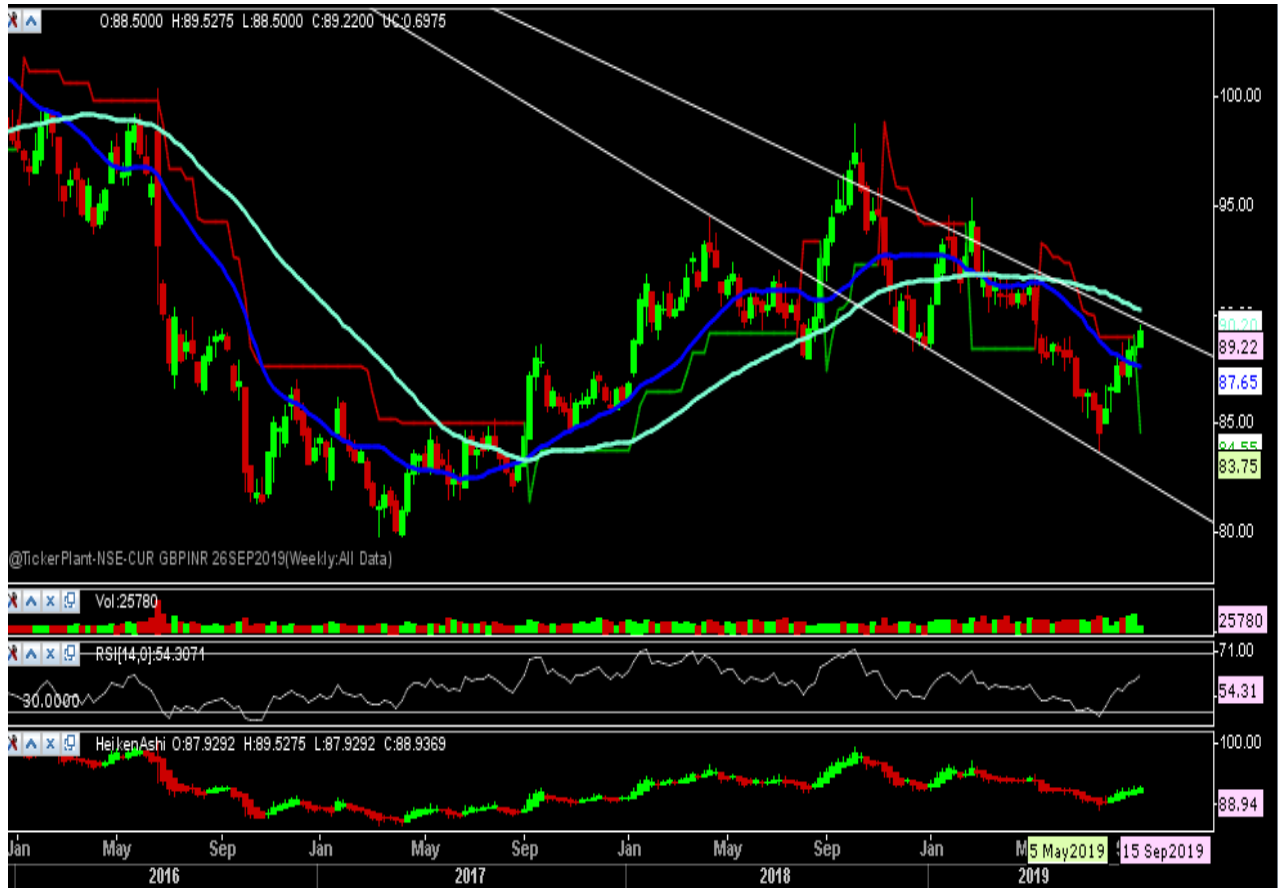 O:88.5000 H:89.5275 L:88.5000 C:89.2200 UC:0.6975
100.00
95.00
90.20
89.22
87.65
85.00
84.55
83.75
80.00
@TickerPlant-NSE-CUR GBPINR 26SEP2019(Weekly:All Data)
Vol:25780
25780
RSI[14,0]:54.3071
71.00
54.31
30.0000
HeikenAshi O:87.9292 H:89.5275 L:87.9292 C:88.9369
100.00
88.94
Jan May Sep Jan May Sep Jan May Sep Jan 5 May2019 15 Sep2019
2016 2017 2018 2019